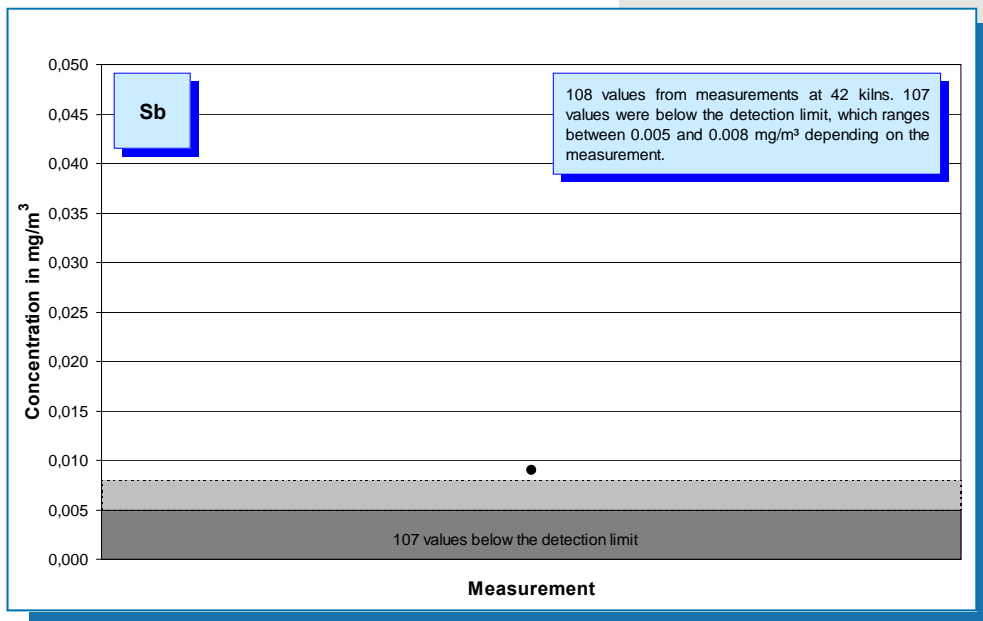 Sb
108 values from measurements at 42 kilns. 107
values were below the detection limit, which ranges
between 0.005 and 0.008 mg/m³ depending on the
measurement.
Concentration in mg/m³
0,050
0,045
0,040
0,035
0,030
0,025
0,020
0,015
0,010
0,005
0,000
107 values below the detection limit
Measurement